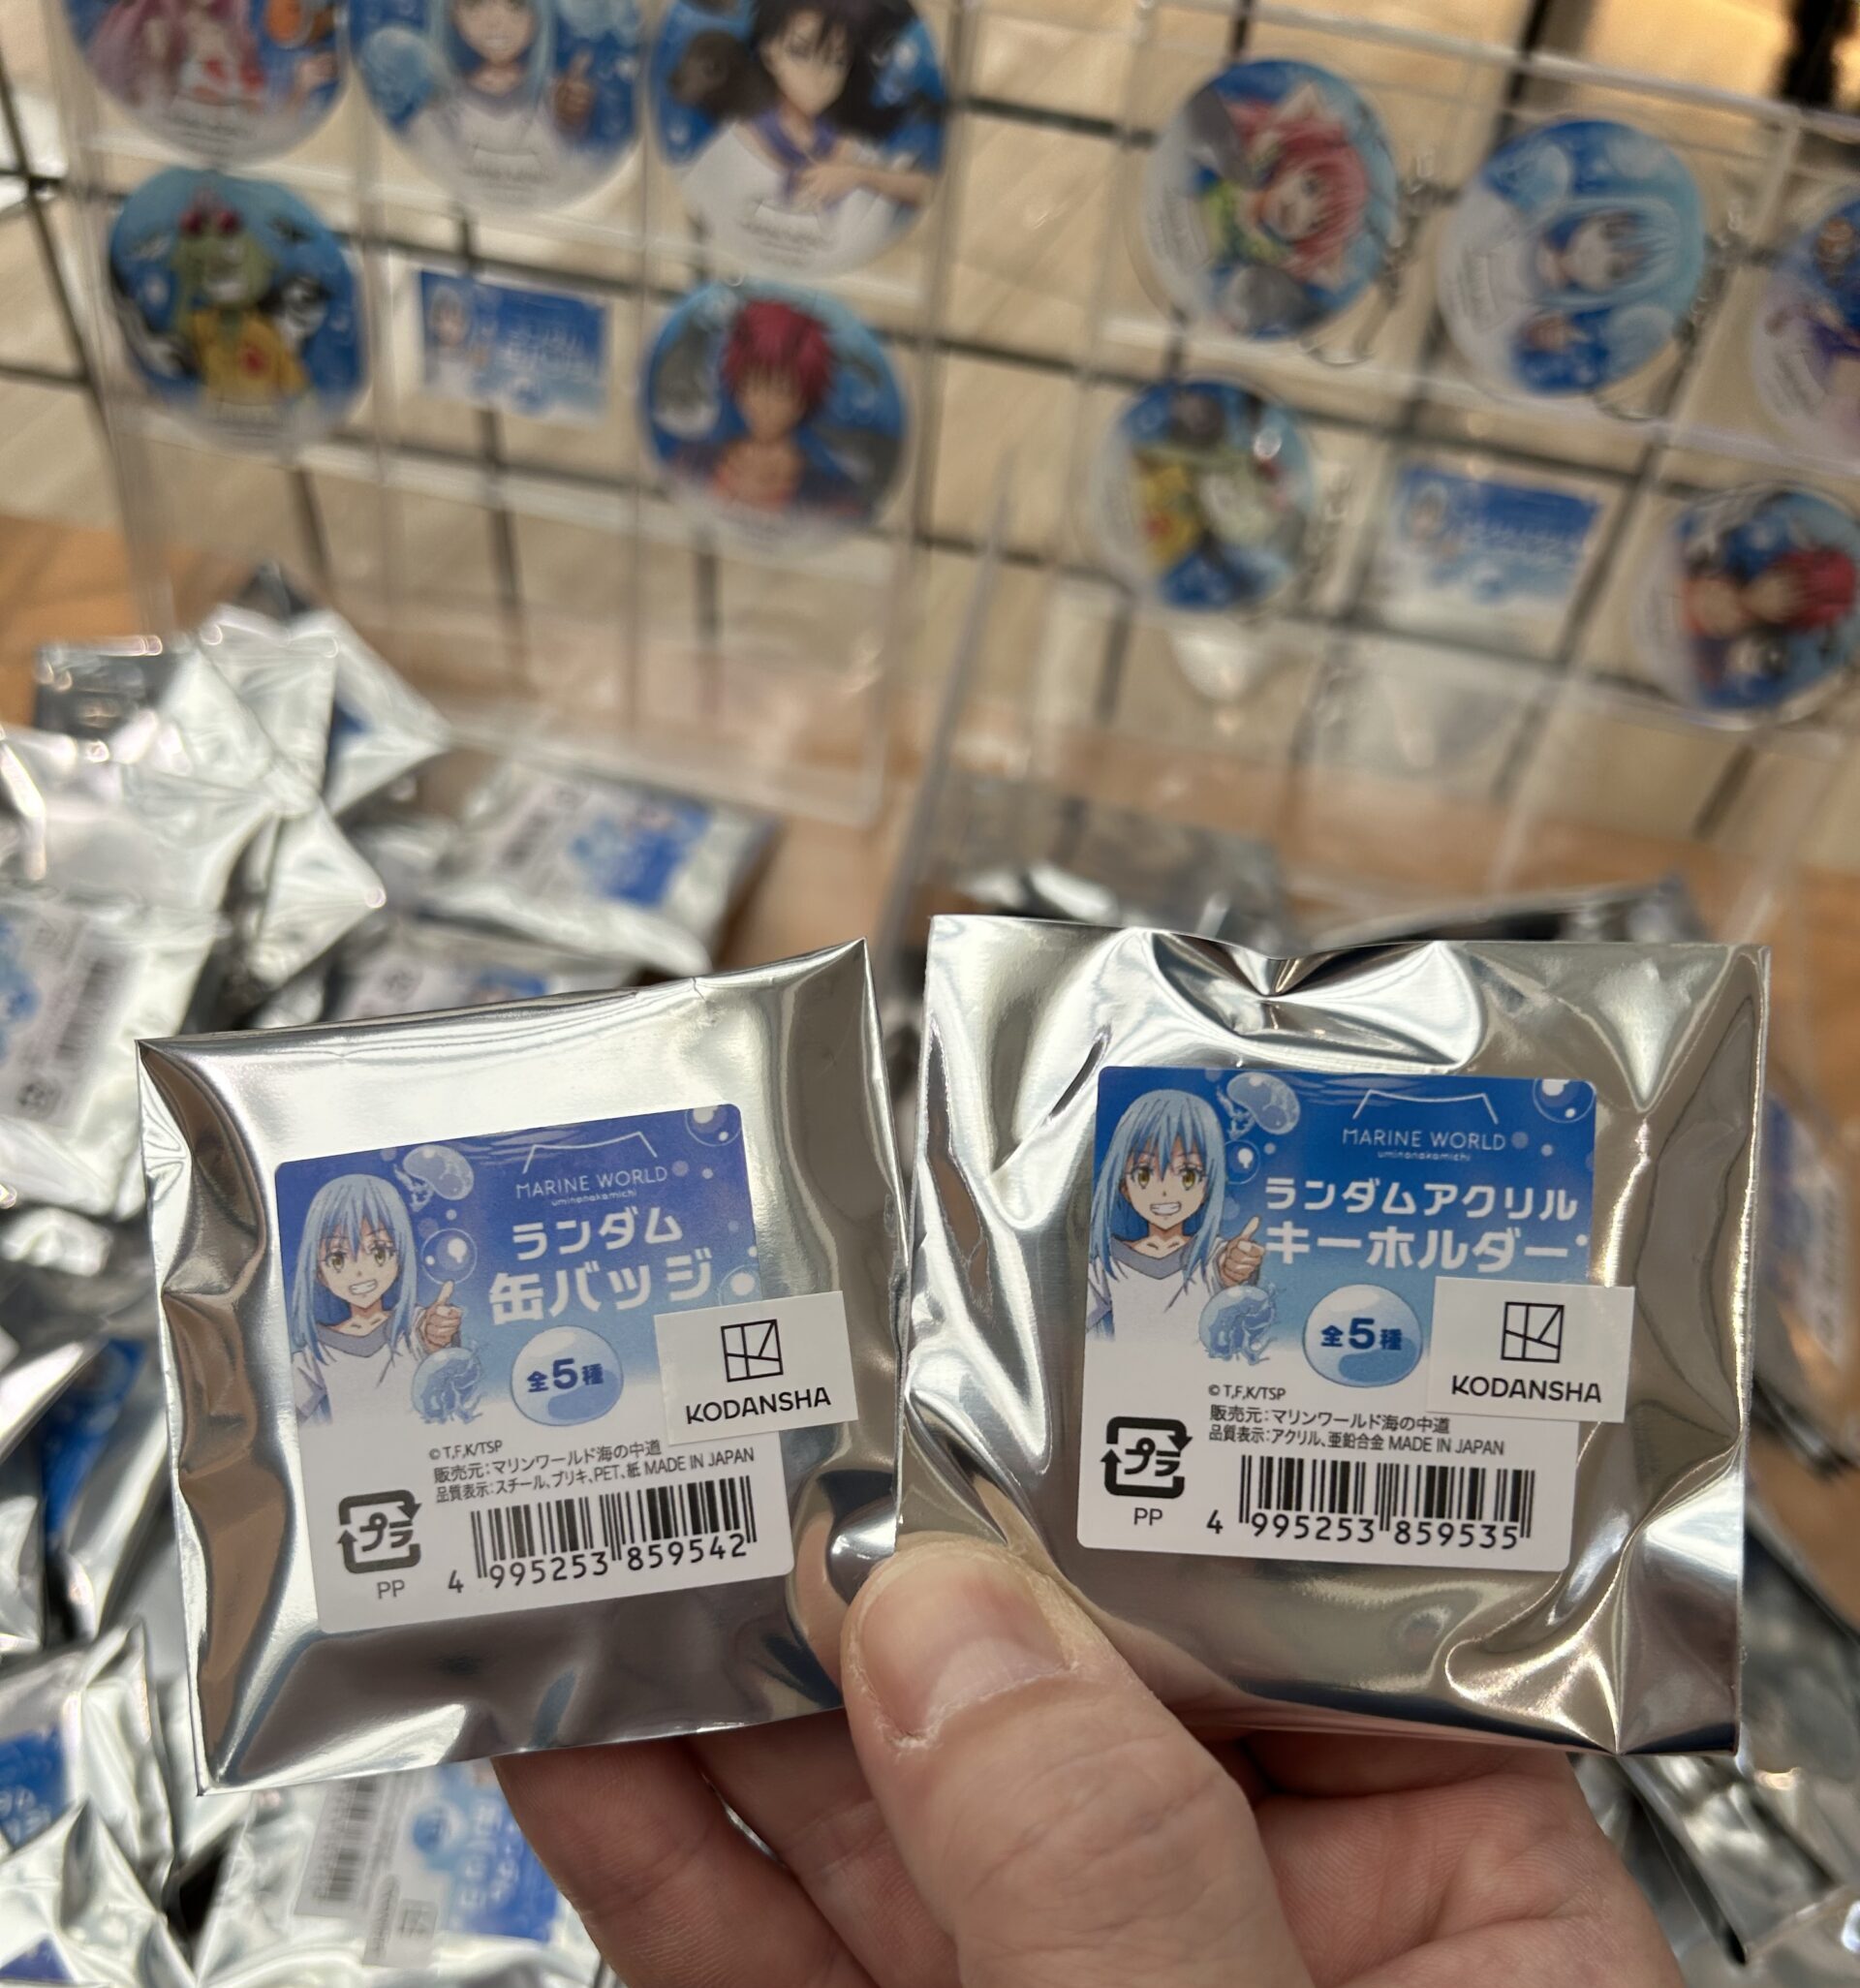 MARINE WORLD
uminonakamichi
ランダム
缶バッジ
全5種
KODANSHA
©T,F,K/TSP
販売元:マリンワールド海の中道
品質表示:スチール、ブリキ、PET、紙 MADE IN JAPAN
プラ
PP
4 995253 859542
MARINE WORLD
uminonakamichi
ランダムアクリル
キーホルダー
全5種
KODANSHA
©T,F,K/TSP
販売元:マリンワールド海の中道
品質表示:アクリル、亜鉛合金 MADE IN JAPAN
プラ
PP
4 995253 859535